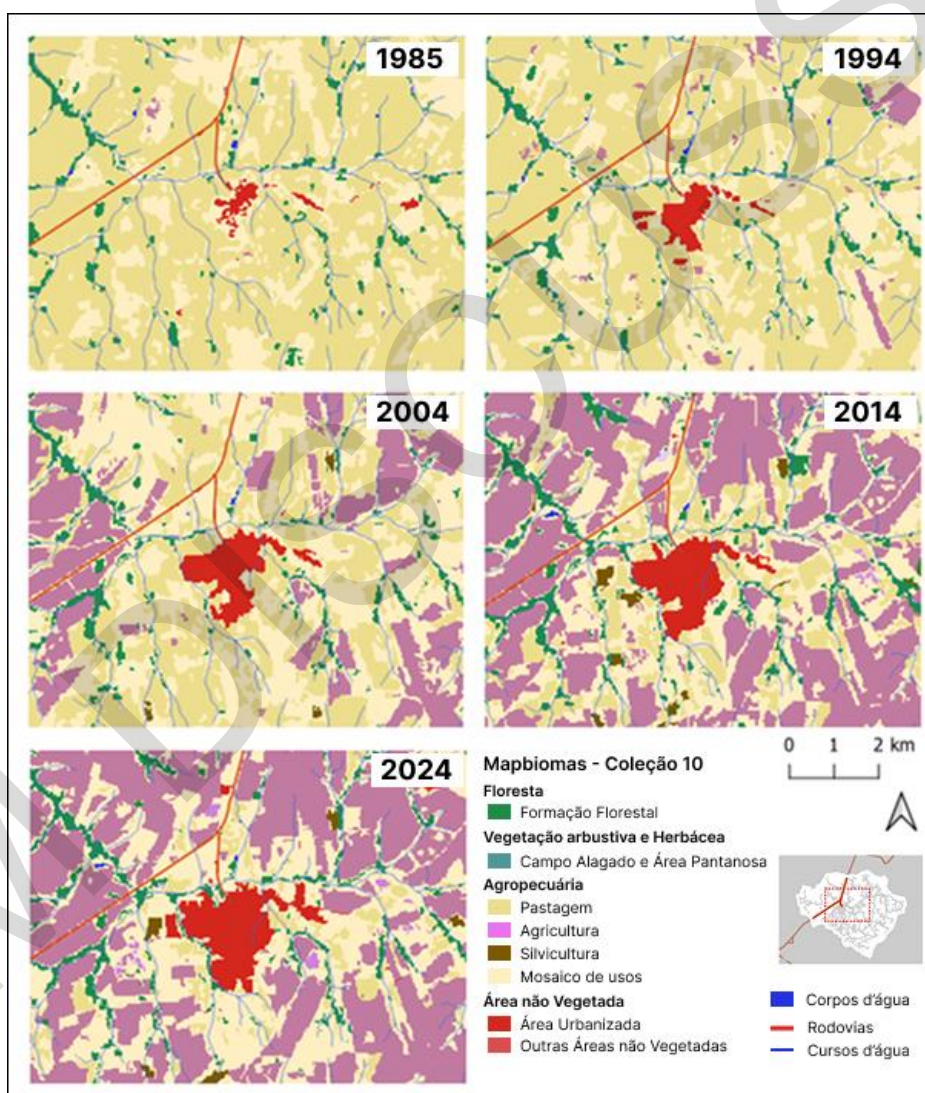 1985
1994
2004
2014
2024
0 1 2 km
Mapbiomas - Coleção 10
Floresta
Formação Florestal
Vegetação arbustiva e Herbácea
Campo Alagado e Área Pantanosa
Agropecuária
Pastagem
Agricultura
Silvicultura
Mosaico de usos
Área não Vegetada
Área Urbanizada
Outras Áreas não Vegetadas
Corpos d'água
Rodovias
Cursos d'água